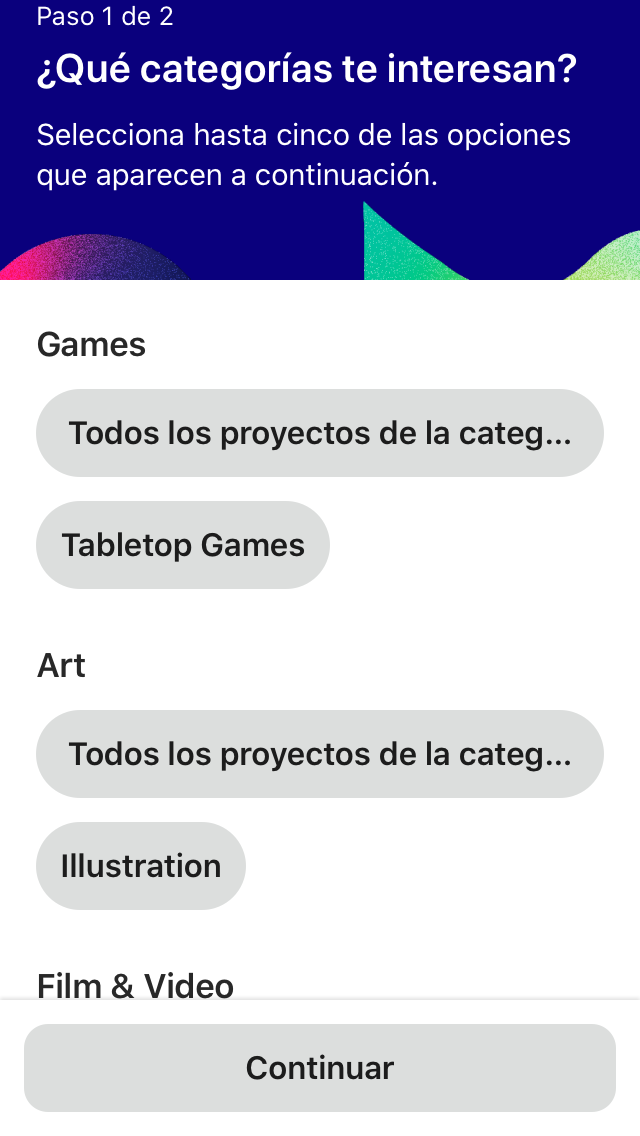 Paso 1 de 2
¿Qué categorías te interesan?
Selecciona hasta cinco de las opciones
que aparecen a continuación.
Games
Todos los proyectos de la categ...
Tabletop Games
Art
Todos los proyectos de la categ...
Illustration
Film & Video
Continuar